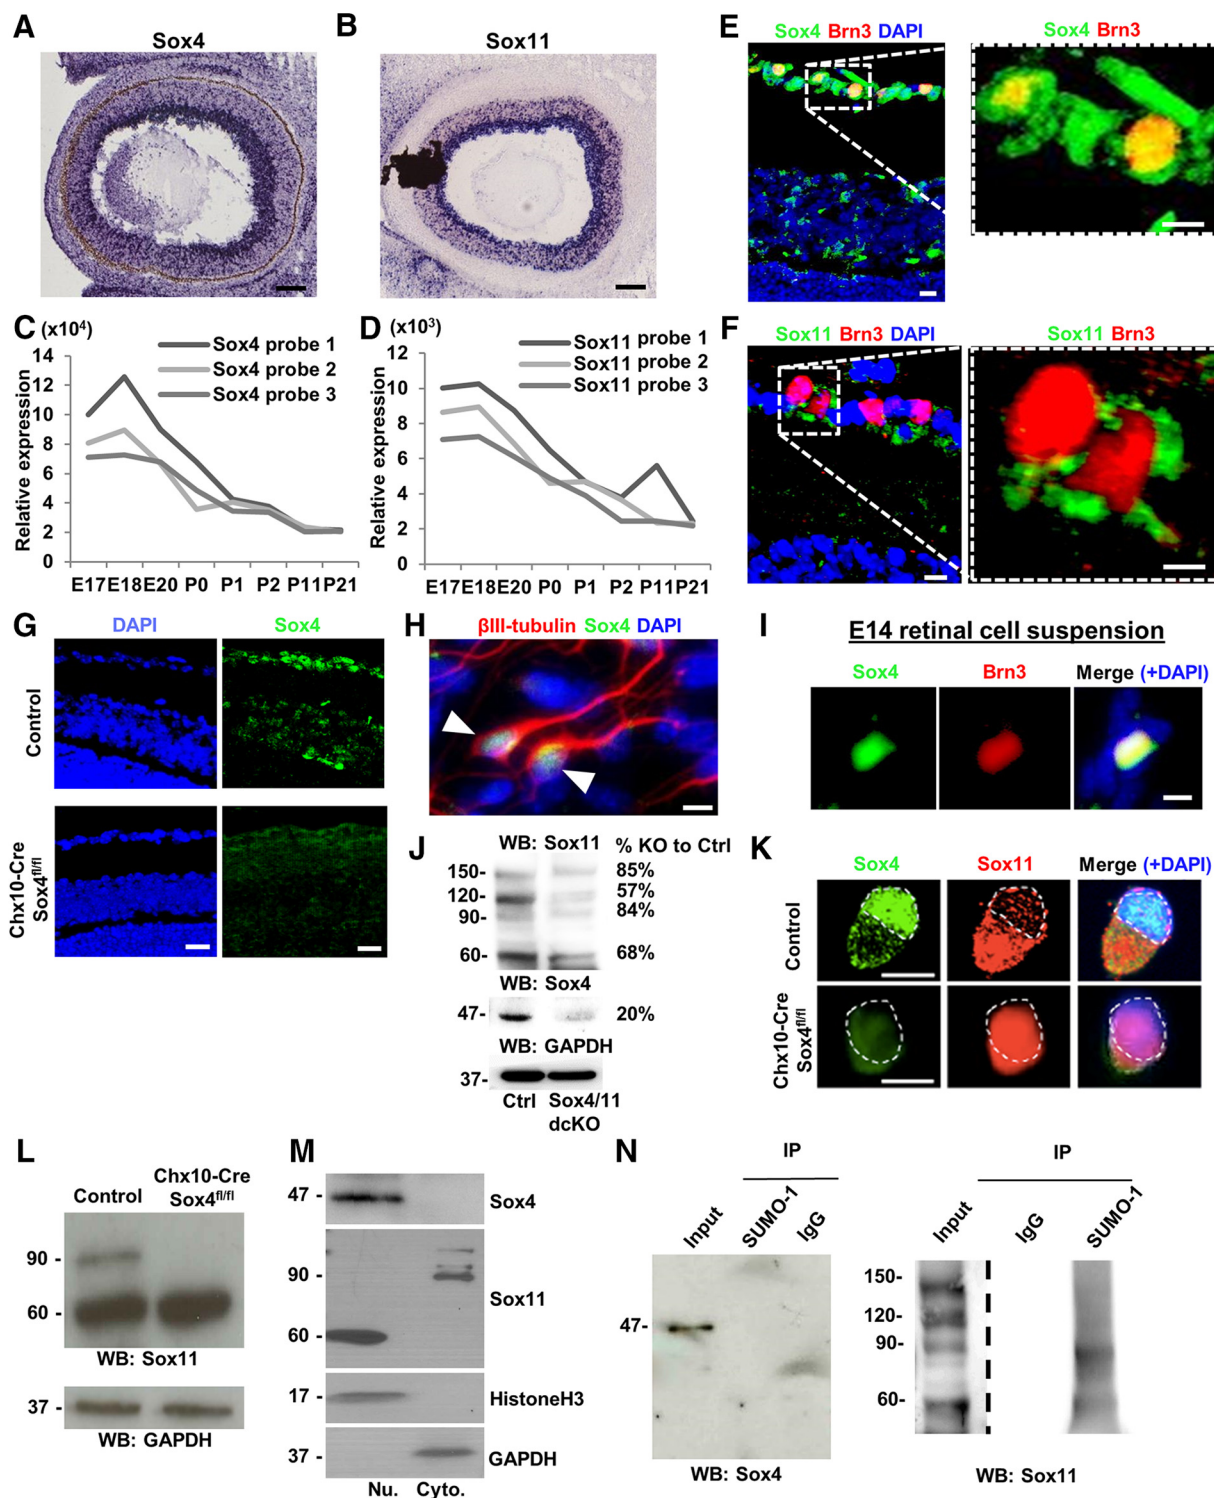 A
Sox4
B
Sox11
C (x10⁴)
Relative expression
14
12
10
8
6
4
2
0
Sox4 probe 1
Sox4 probe 2
Sox4 probe 3
E17 E18 E20 P0 P1 P2 P11 P21
D (x10³)
Relative expression
12
10
8
6
4
2
0
Sox11 probe 1
Sox11 probe 2
Sox11 probe 3
E17 E18 E20 P0 P1 P2 P11 P21
E
Sox4 Brn3 DAPI
Sox4 Brn3
F
Sox11 Brn3 DAPI
Sox11 Brn3
G
DAPI
Sox4
Control
Chx10-Cre
Sox4fl/fl
H
βIII-tubulin Sox4 DAPI
I
E14 retinal cell suspension
Sox4
Brn3
Merge (+DAPI)
J
WB: Sox11
% KO to Ctrl
150-
85%
120-
57%
90-
84%
60-
68%
WB: Sox4
47-
20%
WB: GAPDH
37-
Ctrl
Sox4/11
dcKO
K
Sox4
Sox11
Merge (+DAPI)
Control
Chx10-Cre
Sox4fl/fl
L
Control
Chx10-Cre
Sox4fl/fl
90 -
60 -
WB: Sox11
37 -
WB: GAPDH
M
47 -
Sox4
90 -
60 -
Sox11
17 -
HistoneH3
37 -
GAPDH
Nu.
Cyto.
N
IP
Input
SUMO-1
IgG
47-
WB: Sox4
IP
Input
IgG
SUMO-1
150-
120-
90-
60-
WB: Sox11